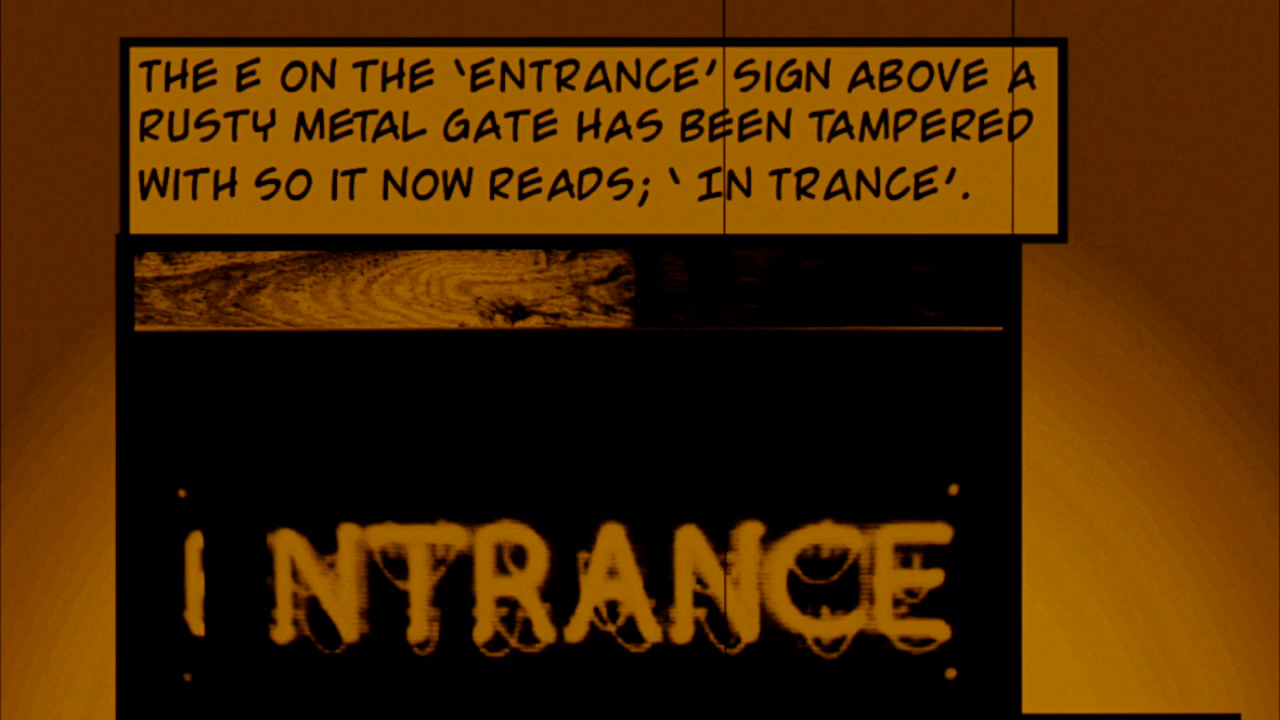 THE E ON THE ‘ENTRANCE’ SIGN ABOVE A
RUSTY METAL GATE HAS BEEN TAMPERED
WITH SO IT NOW READS; ‘ IN TRANCE’.
I NTRANCE